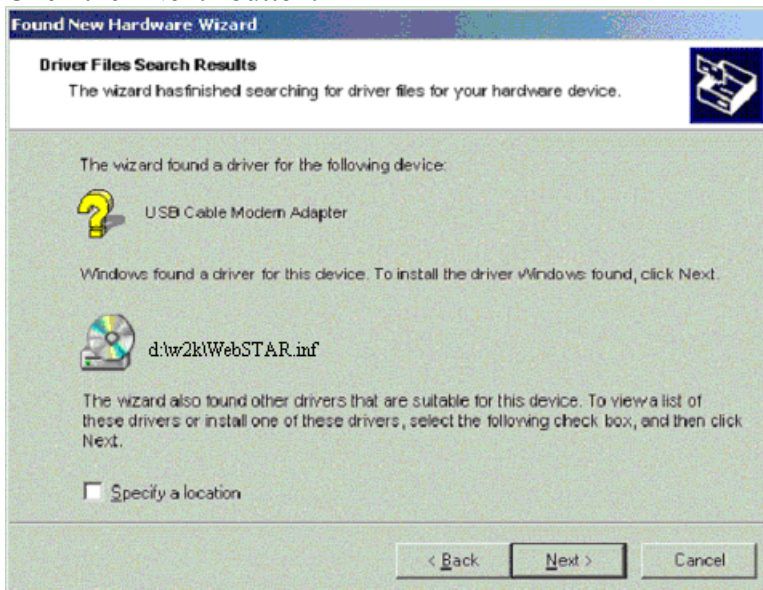 Found New Hardware Wizard
Driver Files Search Results
The wizard hasfinished searching for driver files for your hardware device.
The wizard found a driver for the following device:
USB Cable Modem Adapter
Windows found a driver for this device. To install the driver Windows found, click Next.
d:\w2k\WebSTAR.inf
The wizard also found other drivers that are suitable for this device. To view a list of
these drivers or install one of these drivers, select the following check box, and then click
Next.
Specify a location
< Back Next > Cancel